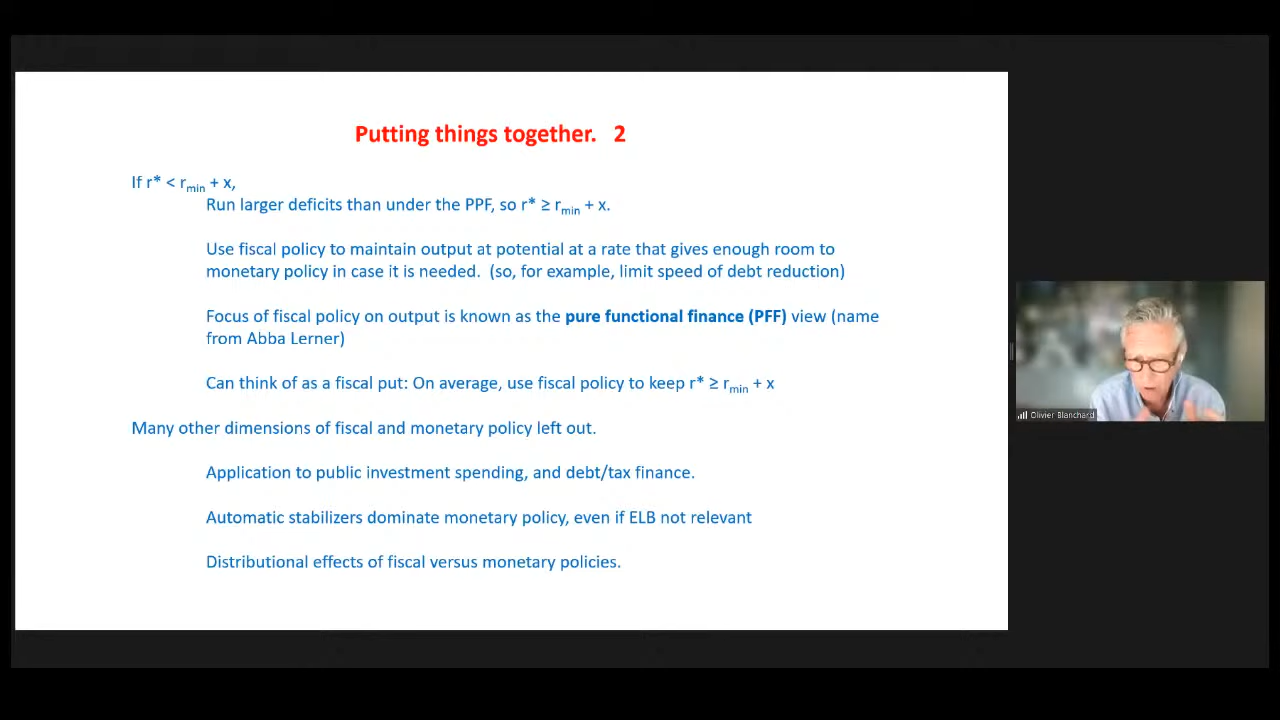 Putting things together. 2
If r* < rmin + x,
Run larger deficits than under the PPF, so r* ≥ rmin + x.
Use fiscal policy to maintain output at potential at a rate that gives enough room to
monetary policy in case it is needed. (so, for example, limit speed of debt reduction)
Focus of fiscal policy on output is known as the pure functional finance (PFF) view (name
from Abba Lerner)
Can think of as a fiscal put: On average, use fiscal policy to keep r* ≥ rmin + x
Many other dimensions of fiscal and monetary policy left out.
Application to public investment spending, and debt/tax finance.
Automatic stabilizers dominate monetary policy, even if ELB not relevant
Distributional effects of fiscal versus monetary policies.
Olivier Blanchard